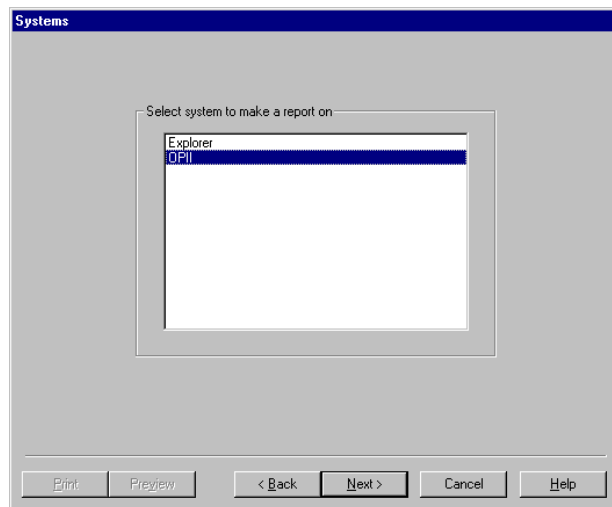 Systems
Select system to make a report on
Explorer
OPII
Print Preview < Back Next > Cancel Help